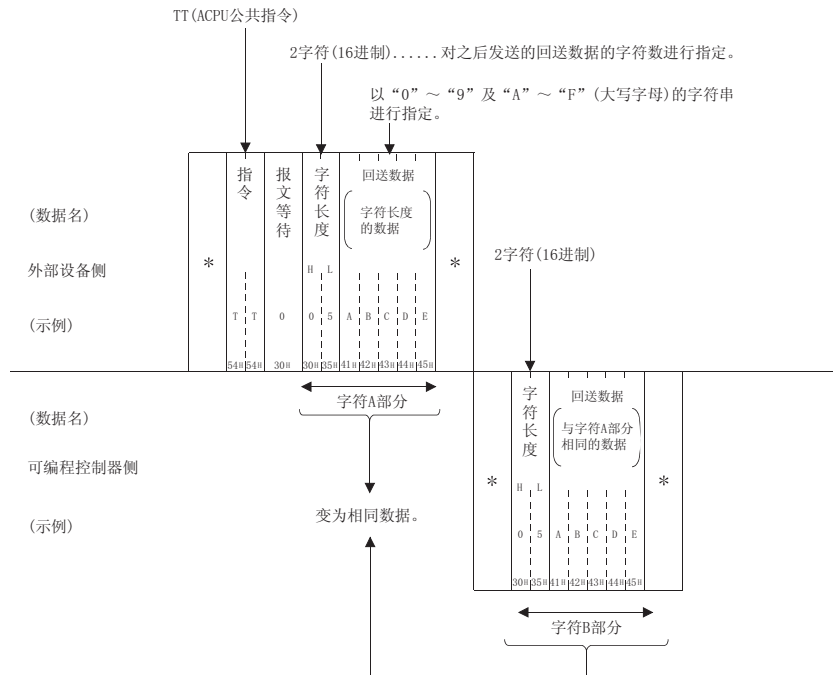 TT(ACPU公共指令)
2字符(16进制)......对之后发送的回送数据的字符数进行指定。
以“0”～“9”及“A”～“F”(大写字母)的字符串
进行指定。
(数据名)
外部设备侧
(示例)
*
指令
报文等待
字符长度
回送数据
字符长度
的数据
*
H L
T T 0 0 5 A B C D E
54H 54H 30H 30H 35H 41H 42H 43H 44H 45H
2字符(16进制)
字符A部分
(数据名)
可编程控制器侧
(示例)
变为相同数据。
*
字符长度
回送数据
与字符A部分
相同的数据
*
H L
0 5 A B C D E
30H 35H 41H 42H 43H 44H 45H
字符B部分